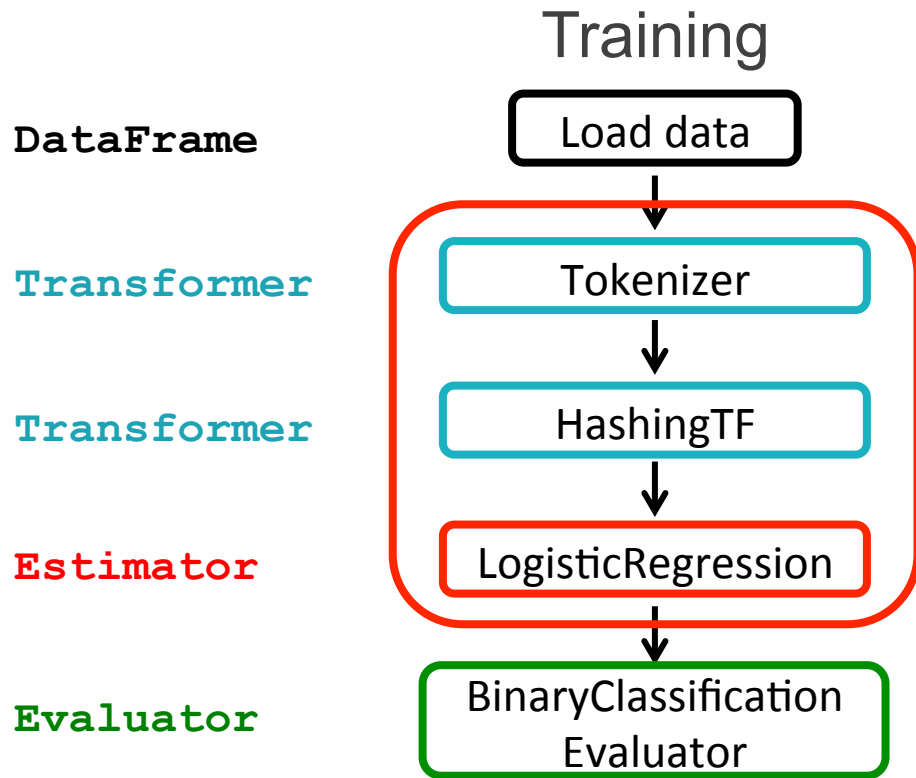 Training
DataFrame
Load data
Transformer
Tokenizer
Transformer
HashingTF
Estimator
LogisticRegression
Evaluator
BinaryClassification
Evaluator